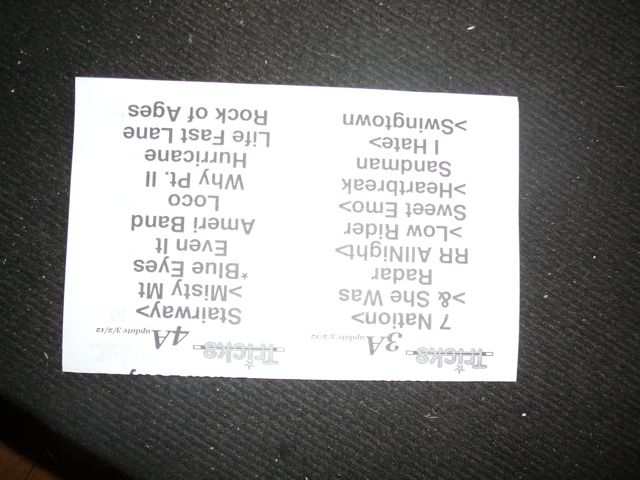 Tricks 3A update 3/2/12
7 Nation>
>& She Was
Radar
RR AllNight>
>Low Rider
Sweet Emo>
>Heartbreak
Sandman
I Hate>
>Swingtown
Tricks 4A update 3/2/12
Stairway>
>Misty Mt
*Blue Eyes
Even It
Ameri Band
Loco
Why Pt. II
Hurricane
Life Fast Lane
Rock of Ages